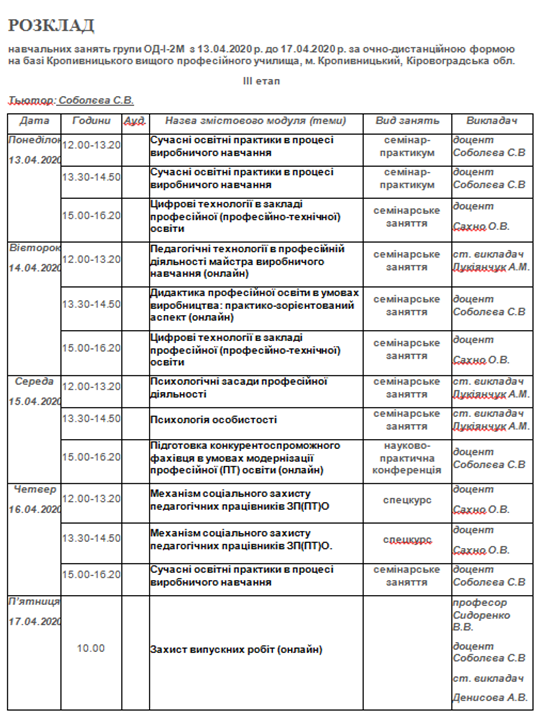 РОЗКЛАД
навчальних занять групи ОД-І-2М з 13.04.2020 р. до 17.04.2020 р. за очно-дистанційною формою
на базі Кропивницького вищого професійного училища, м. Кропивницький, Кіровоградська обл.
ІІІ етап
Тьютор: Соболєва С.В.
Дата Години Ауд. Назва змістового модуля (теми) Вид занять Викладач
Понеділок
13.04.2020
12.00-13.20
Сучасні освітні практики в процесі
виробничого навчання
семінар-
практикум
доцент
Соболєва С.В
13.30-14.50
Сучасні освітні практики в процесі
виробничого навчання
семінар-
практикум
доцент
Соболєва С.В
15.00-16.20
Цифрові технології в закладі
професійної (професійно-технічної)
освіти
семінарське
заняття
доцент
Сахно О.В.
Вівторок
14.04.2020
12.00-13.20
Педагогічні технології в професійній
діяльності майстра виробничого
навчання (онлайн)
семінарське
заняття
ст. викладач
Лукіянчук А.М.
13.30-14.50
Дидактика професійної освіти в умовах
виробництва: практико-зорієнтований
аспект (онлайн)
семінарське
заняття
доцент
Соболєва С.В
15.00-16.20
Цифрові технології в закладі
професійної (професійно-технічної)
освіти
семінарське
заняття
доцент
Сахно О.В.
Середа
15.04.2020
12.00-13.20
Психологічні засади професійної
діяльності
семінарське
заняття
ст. викладач
Лукіянчук А.М.
13.30-14.50
Психологія особистості
семінарське
заняття
ст. викладач
Лукіянчук А.М.
15.00-16.20
Підготовка конкурентоспроможного
фахівця в умовах модернізації
професійної (ПТ) освіти (онлайн)
науково-
практична
конференція
доцент
Соболєва С.В
Четвер
16.04.2020
12.00-13.20
Механізм соціального захисту
педагогічних працівників ЗП(ПТ)О
спецкурс
доцент
Сахно О.В.
13.30-14.50
Механізм соціального захисту
педагогічних працівників ЗП(ПТ)О.
спецкурс
доцент
Сахно О.В.
15.00-16.20
Сучасні освітні практики в процесі
виробничого навчання
семінарське
заняття
доцент
Соболєва С.В
П'ятниця
17.04.2020
10.00
Захист випускних робіт (онлайн)
професор
Сидоренко
В.В.
доцент
Соболєва С.В
ст. викладач
Денисова А.В.